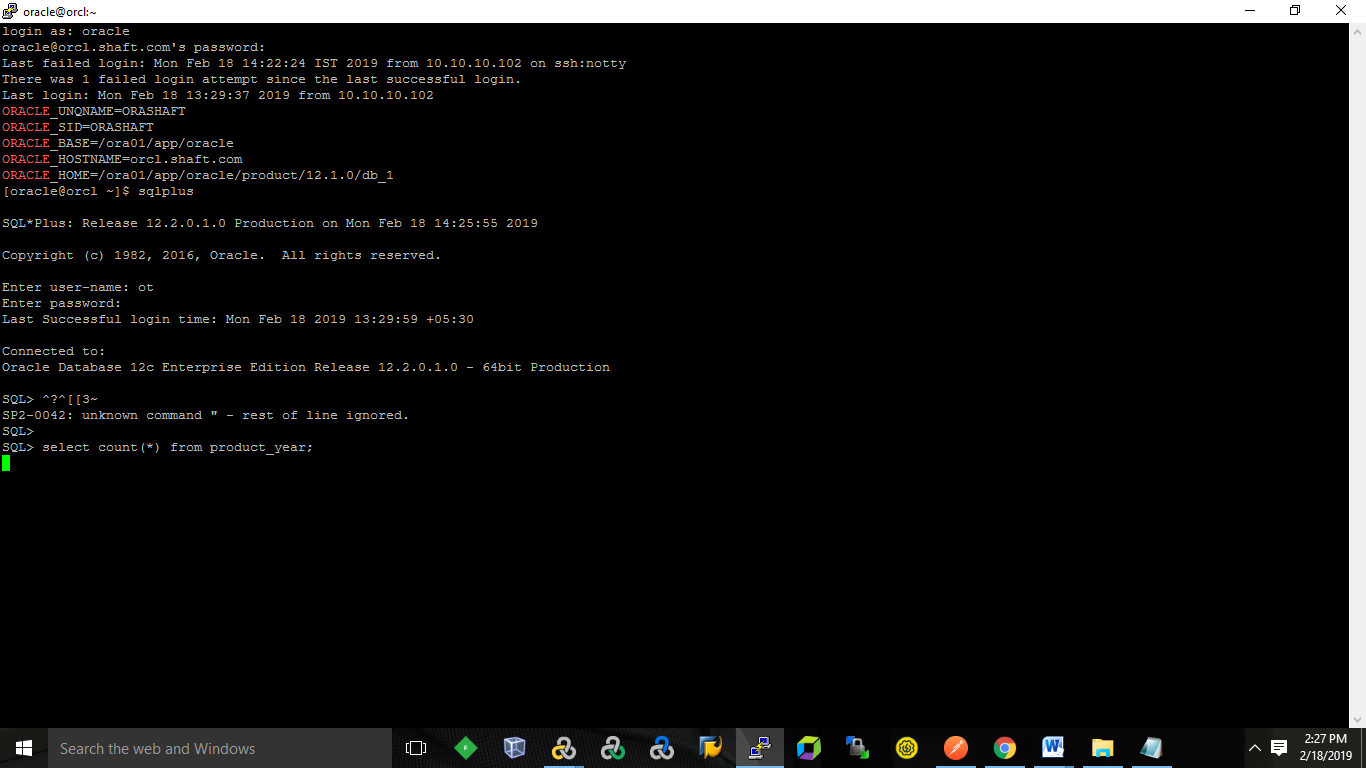 oracle@orcl:~
login as: oracle
oracle@orcl.shaft.com's password:
Last failed login: Mon Feb 18 14:22:24 IST 2019 from 10.10.10.102 on ssh:notty
There was 1 failed login attempt since the last successful login.
Last login: Mon Feb 18 13:29:37 2019 from 10.10.10.102
ORACLE_UNQNAME=ORASHAFT
ORACLE_SID=ORASHAFT
ORACLE_BASE=/ora01/app/oracle
ORACLE_HOSTNAME=orcl.shaft.com
ORACLE_HOME=/ora01/app/oracle/product/12.1.0/db_1
[oracle@orcl ~]$ sqlplus
SQL*Plus: Release 12.2.0.1.0 Production on Mon Feb 18 14:25:55 2019
Copyright (c) 1982, 2016, Oracle.  All rights reserved.
Enter user-name: ot
Enter password:
Last Successful login time: Mon Feb 18 2019 13:29:59 +05:30
Connected to:
Oracle Database 12c Enterprise Edition Release 12.2.0.1.0 - 64bit Production
SQL> ^?^[[3~
SP2-0042: unknown command " - rest of line ignored.
SQL>
SQL> select count(*) from product_year;
Search the web and Windows
2:27 PM
2/18/2019